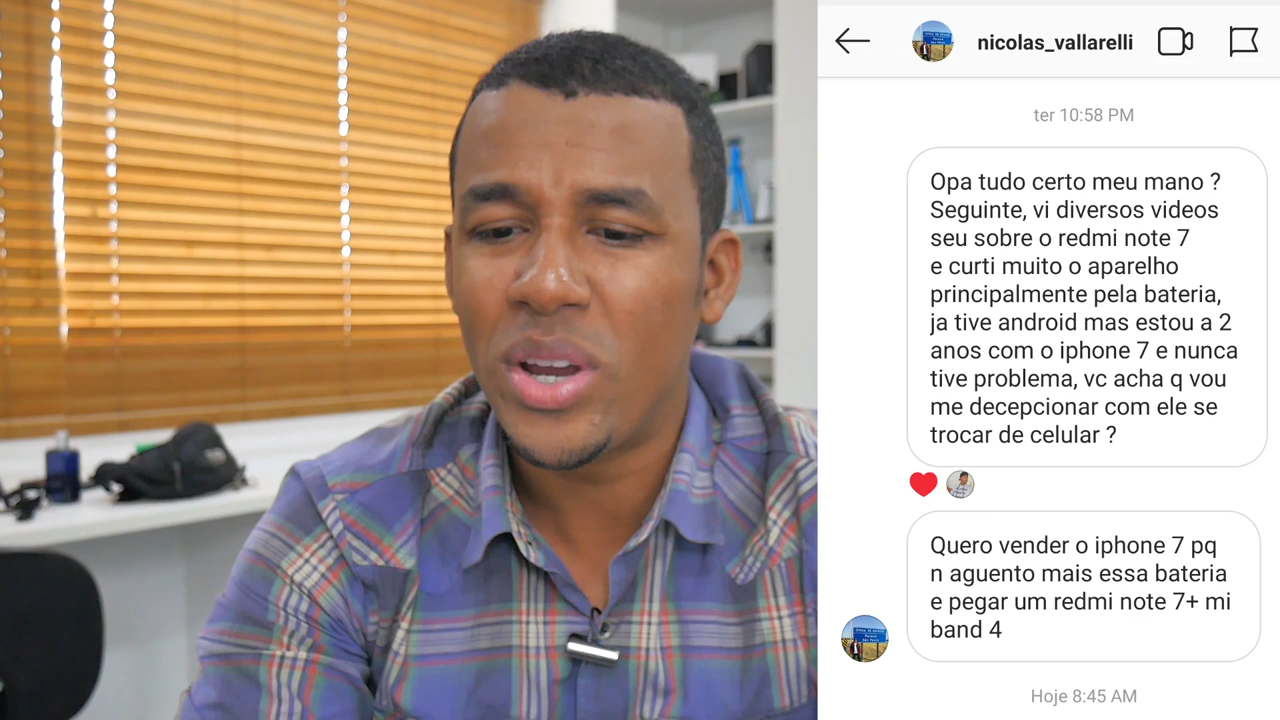 nicolas_vallarelli
ter 10:58 PM
Opa tudo certo meu mano ?
Seguinte, vi diversos videos
seu sobre o redmi note 7
e curti muito o aparelho
principalmente pela bateria,
ja tive android mas estou a 2
anos com o iphone 7 e nunca
tive problema, vc acha q vou
me decepcionar com ele se
trocar de celular ?
Quero vender o iphone 7 pq
n aguento mais essa bateria
e pegar um redmi note 7+ mi
band 4
Hoje 8:45 AM